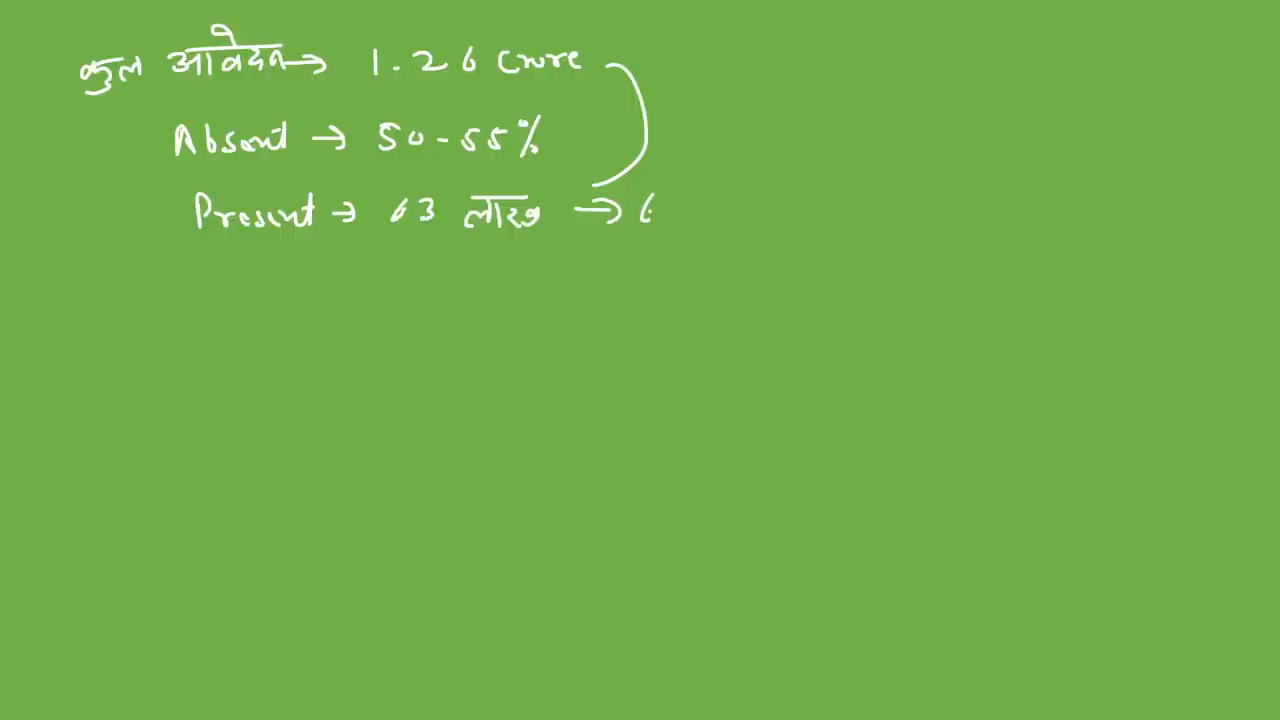 कुल आवेदन → 1.26 Crore
Absent → 50-55%
Present → 63 लाख → 6